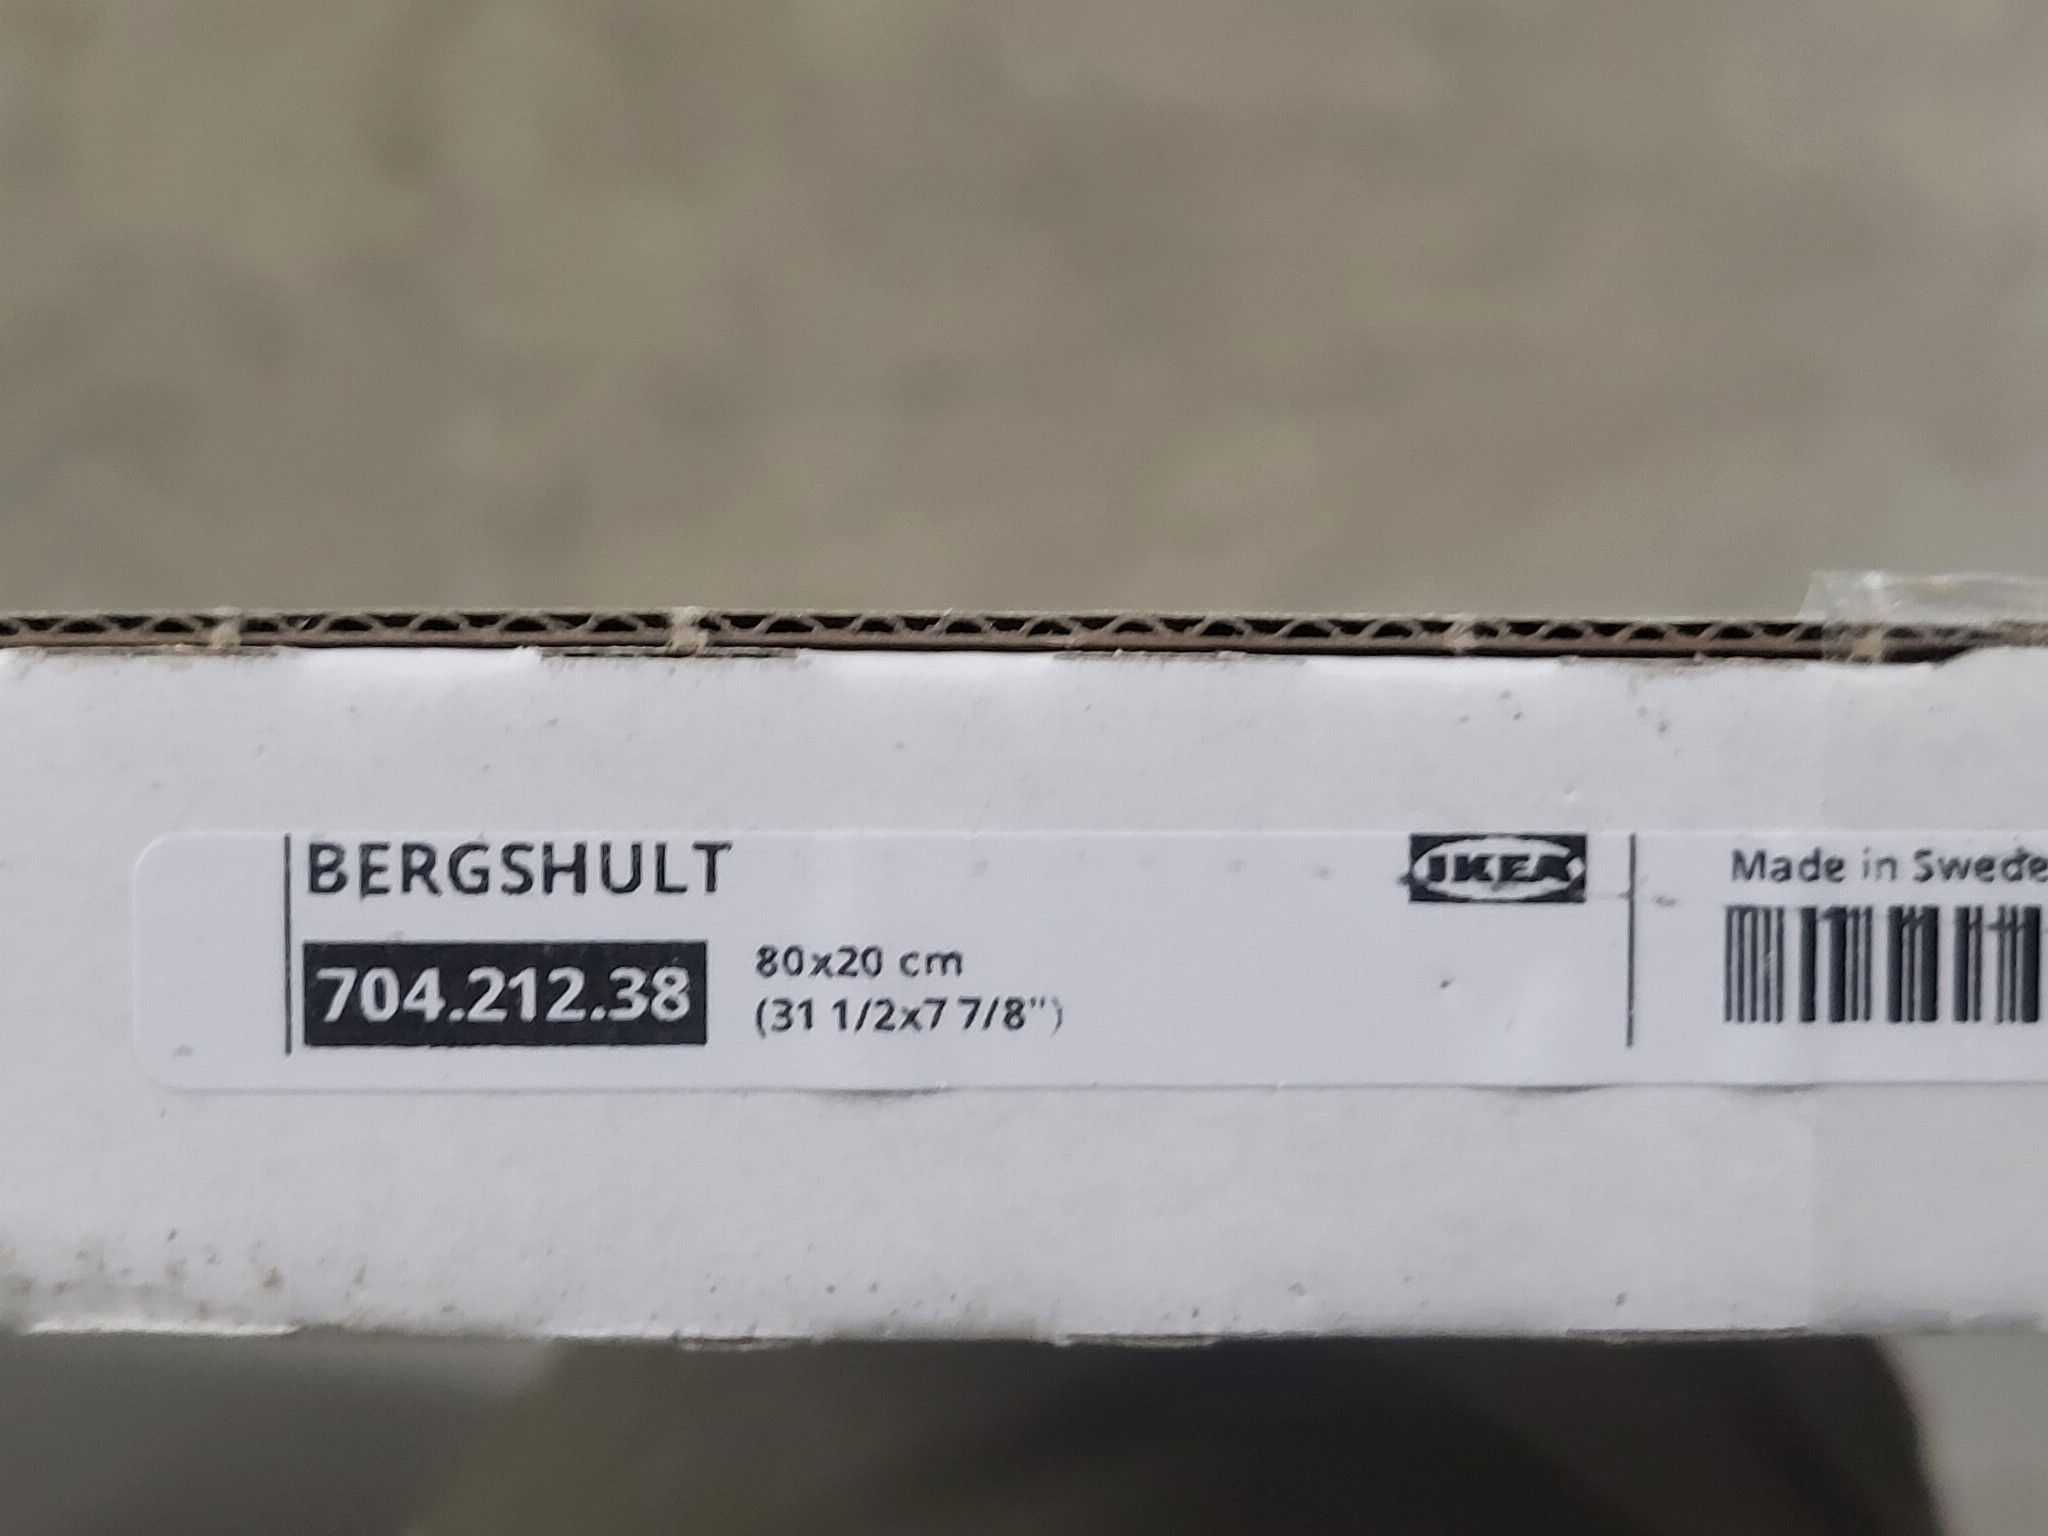 BERGSHULT
704.212.38
80x20 cm
(31 1/2x7 7/8")
IKEA
Made in Swede